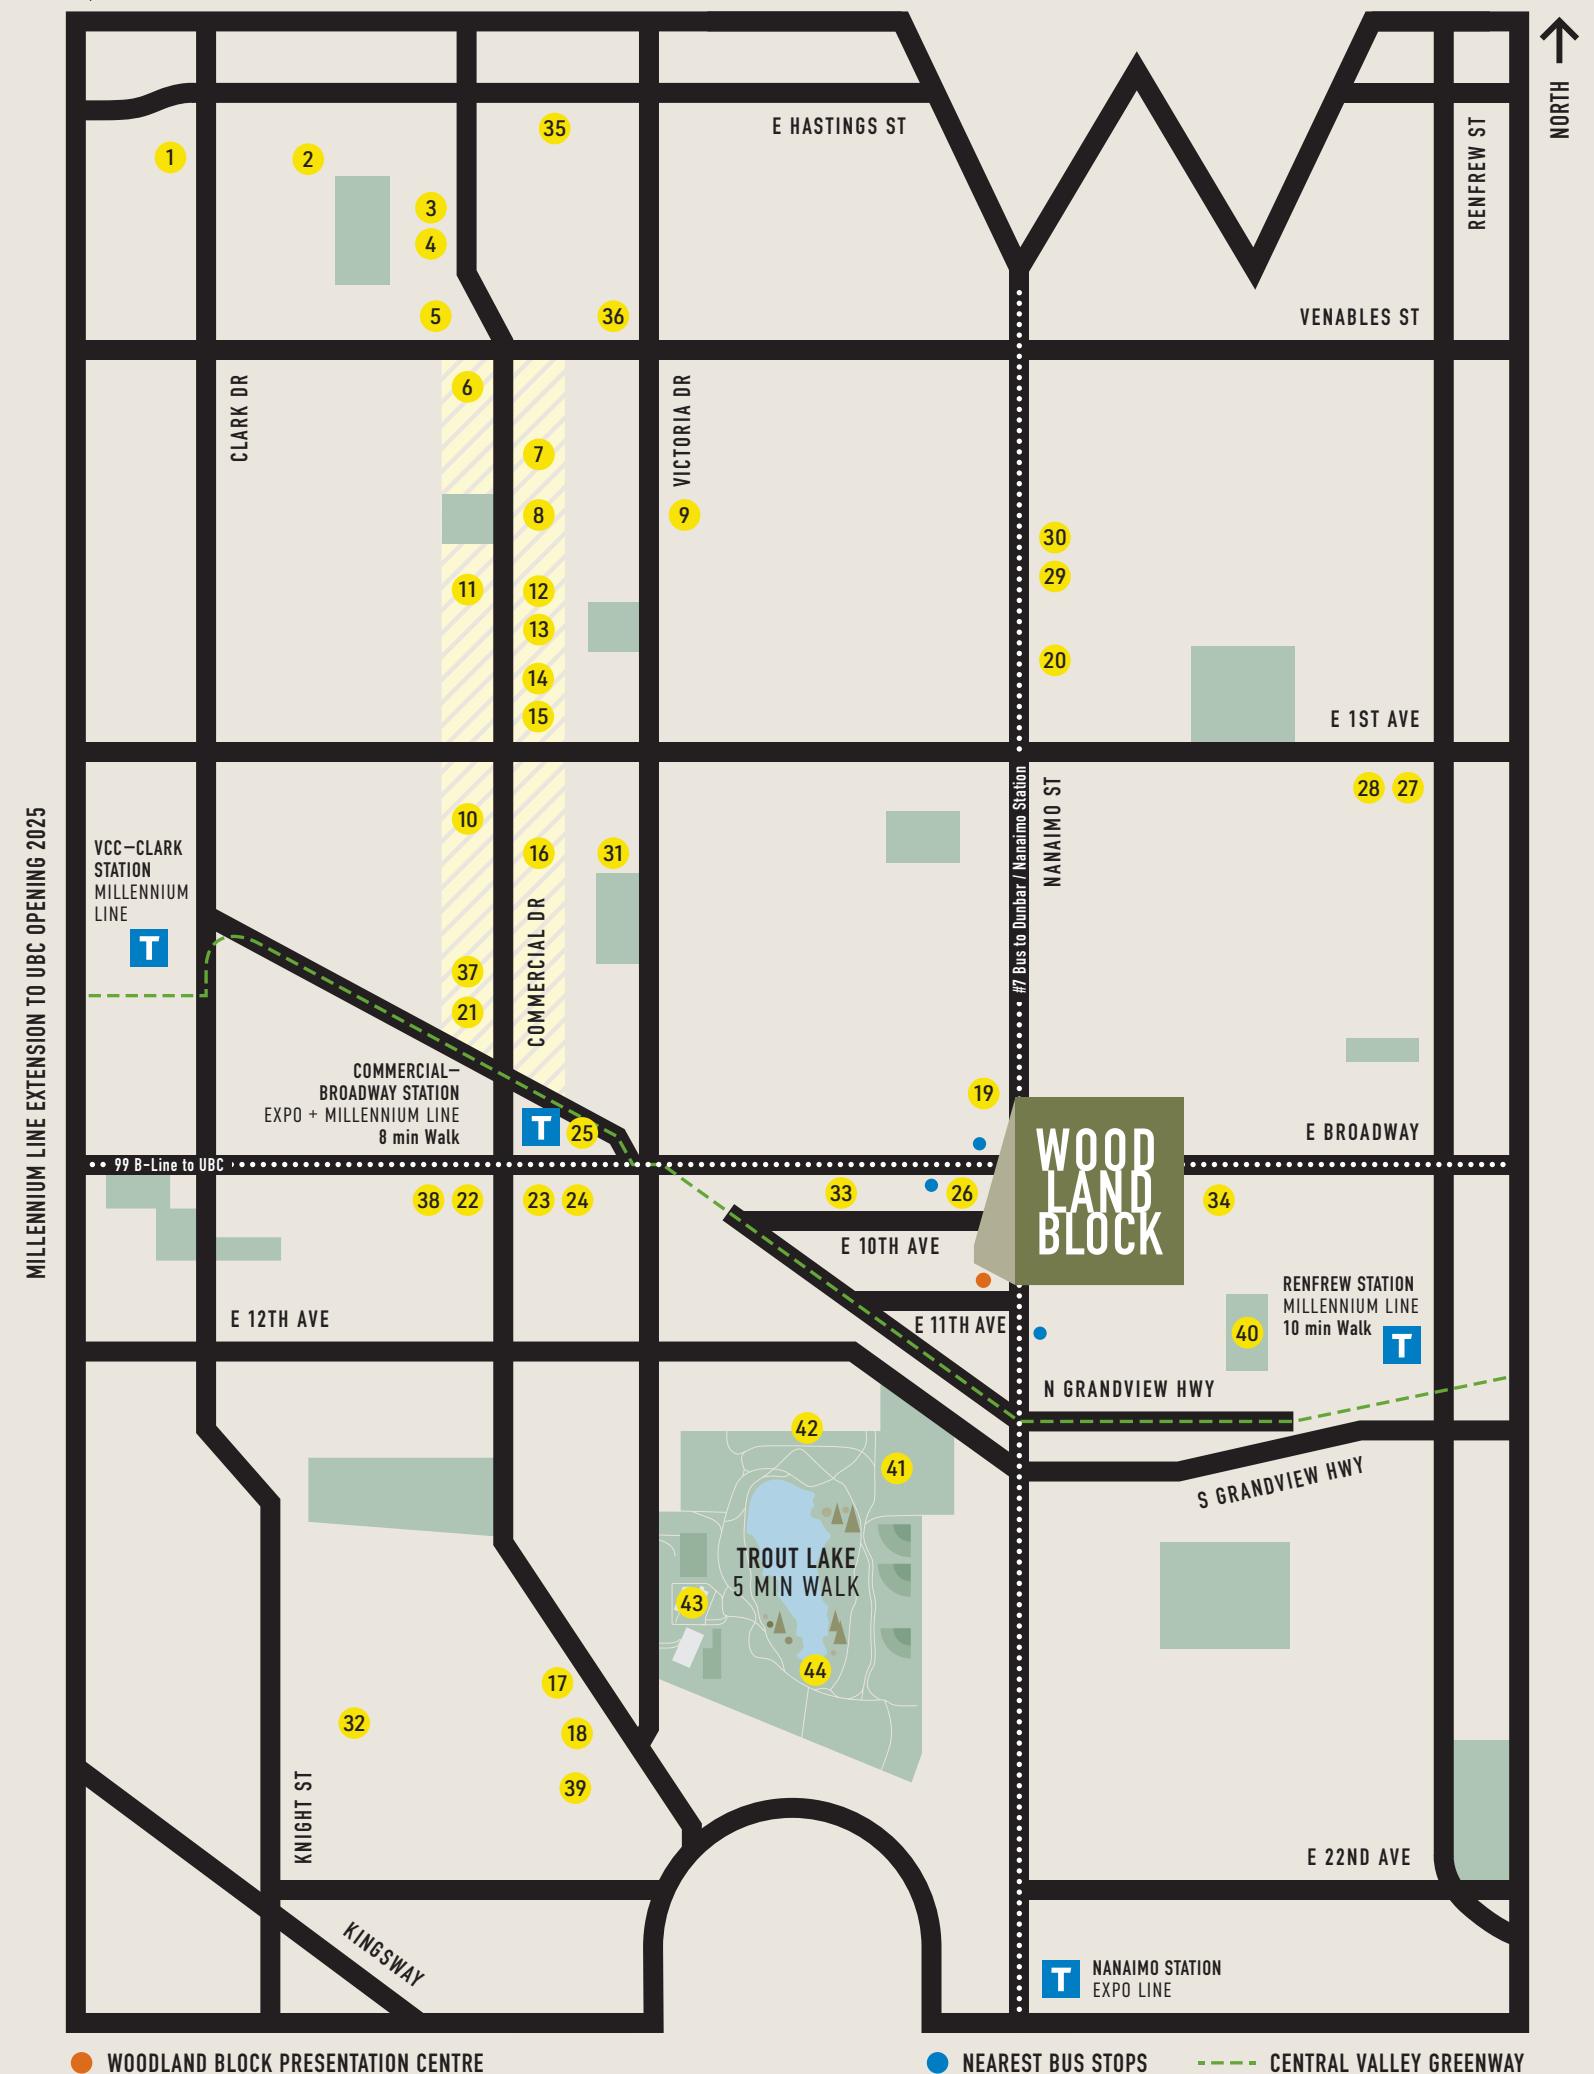 NORTH
RENFREW ST
E HASTINGS ST
35
1
2
3
4
5
36
VENABLES ST
CLARK DR
6
VICTORIA DR
7
8
9
30
29
11
12
13
20
14
15
E 1ST AVE
28
27
#7 Bus to Dunbar / Nanaimo Station
NANAIMO ST
10
16
31
MILLENNIUM LINE EXTENSION TO UBC OPENING 2025
VCC–CLARK
STATION
MILLENNIUM
LINE
T
COMMERCIAL DR
37
21
COMMERCIAL–
BROADWAY STATION
EXPO + MILLENNIUM LINE
8 min Walk
T
25
19
WOOD
LAND
BLOCK
E BROADWAY
99 B-Line to UBC
38
22
23
24
33
26
34
E 10TH AVE
E 12TH AVE
E 11TH AVE
RENFREW STATION
MILLENNIUM LINE
10 min Walk
T
40
N GRANDVIEW HWY
S GRANDVIEW HWY
42
41
TROUT LAKE
5 MIN WALK
43
44
17
18
39
32
KNIGHT ST
E 22ND AVE
KINGSWAY
T
NANAIMO STATION
EXPO LINE
WOODLAND BLOCK PRESENTATION CENTRE
NEAREST BUS STOPS
CENTRAL VALLEY GREENWAY